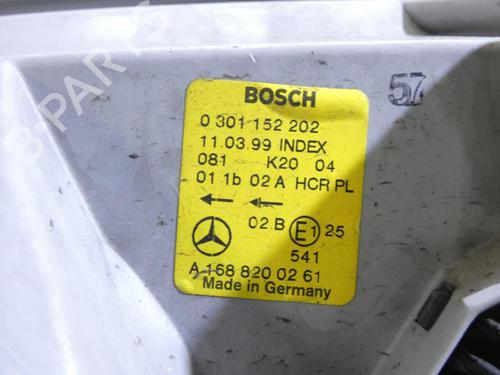 BOSCH
57
0 301 152 202
11.03.99 INDEX
081 K20 04
01 1b 02 A HCR PL
02 B E1 25
541
A 168 820 02 61
Made in Germany